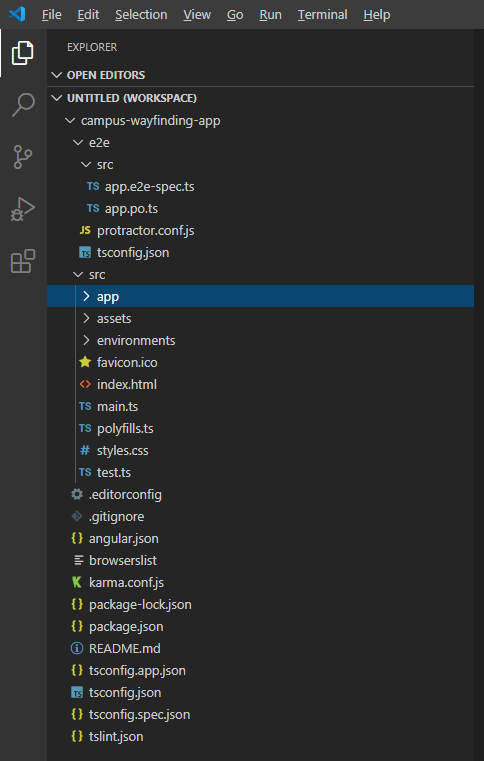 File Edit Selection View Go Run Terminal Help
EXPLORER
OPEN EDITORS
UNTITLED (WORKSPACE)
campus-wayfinding-app
e2e
src
TS app.e2e-spec.ts
TS app.po.ts
JS protractor.conf.js
TS tsconfig.json
src
app
assets
environments
favicon.ico
<> index.html
TS main.ts
TS polyfills.ts
# styles.css
TS test.ts
.editorconfig
.gitignore
{} angular.json
browserslist
karma.conf.js
{} package-lock.json
{} package.json
README.md
{} tsconfig.app.json
TS tsconfig.json
{} tsconfig.spec.json
{} tslint.json